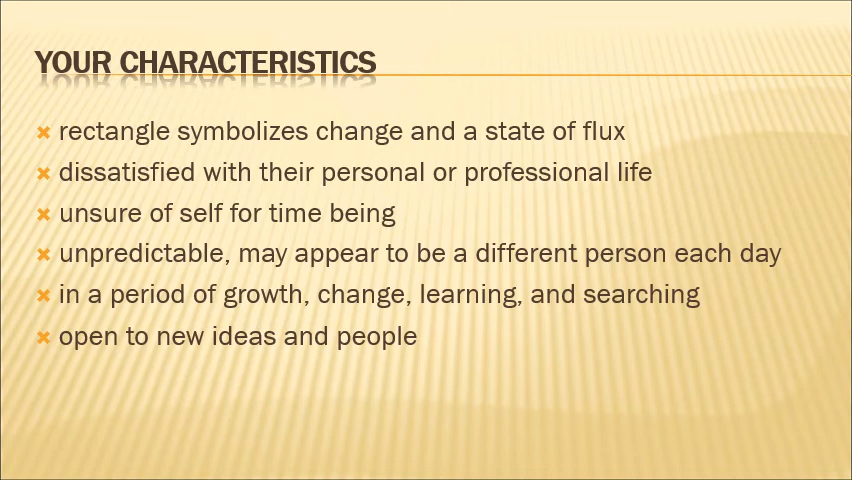 YOUR CHARACTERISTICS
rectangle symbolizes change and a state of flux
dissatisfied with their personal or professional life
unsure of self for time being
unpredictable, may appear to be a different person each day
in a period of growth, change, learning, and searching
open to new ideas and people